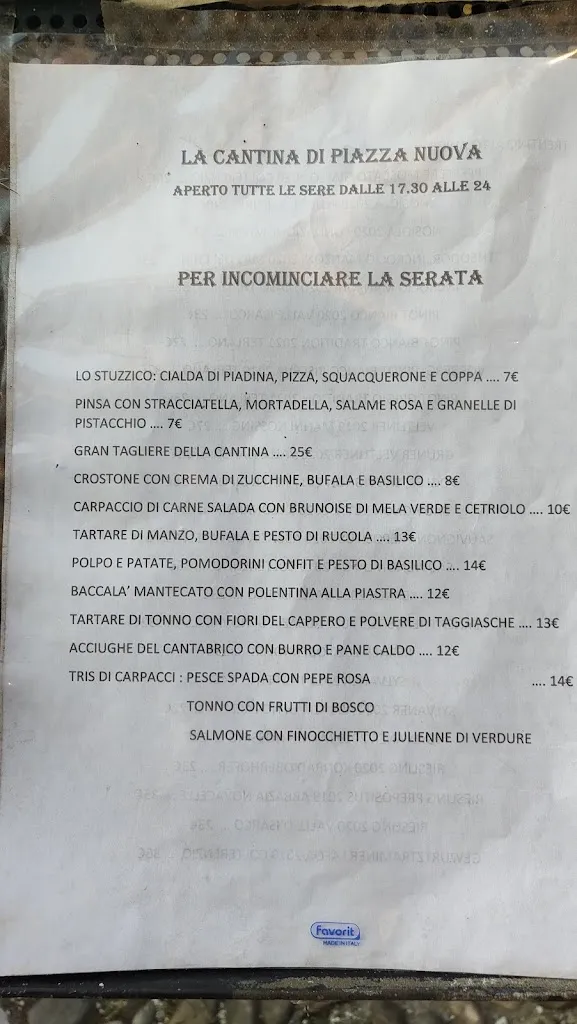 LA CANTINA DI PIAZZA NUOVA
APERTO TUTTE LE SERE DALLE 17.30 ALLE 24
PER INCOMINCIARE LA SERATA
LO STUZZICO: CIALDA DI PIADINA, PIZZA, SQUACQUERONE E COPPA .... 7€
PINSA CON STRACCIATELLA, MORTADELLA, SALAME ROSA E GRANELLE DI
PISTACCHIO .... 7€
GRAN TAGLIERE DELLA CANTINA .... 25€
CROSTONE CON CREMA DI ZUCCHINE, BUFALA E BASILICO .... 8€
CARPACCIO DI CARNE SALADA CON BRUNOISE DI MELA VERDE E CETRIOLO .... 10€
TARTARE DI MANZO, BUFALA E PESTO DI RUCOLA .... 13€
POLPO E PATATE, POMODORINI CONFIT E PESTO DI BASILICO .... 14€
BACCALA’ MANTECATO CON POLENTINA ALLA PIASTRA .... 12€
TARTARE DI TONNO CON FIORI DEL CAPPERO E POLVERE DI TAGGIASCHE .... 13€
ACCIUGHE DEL CANTABRICO CON BURRO E PANE CALDO .... 12€
TRIS DI CARPACCI : PESCE SPADA CON PEPE ROSA .... 14€
TONNO CON FRUTTI DI BOSCO
SALMONE CON FINOCCHIETTO E JULIENNE DI VERDURE
Favorit
MADE IN ITALY